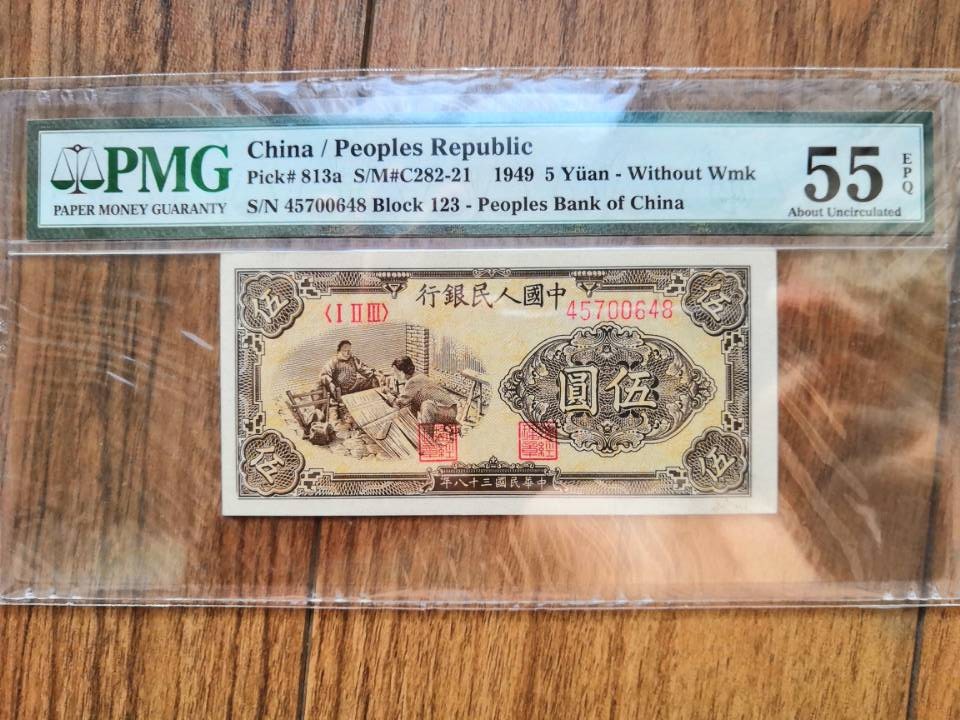 PMG
PAPER MONEY GUARANTY
China / Peoples Republic
Pick# 813a S/M#C282-21 1949 5 Yüan - Without Wmk
S/N 45700648 Block 123 - Peoples Bank of China
55
EPQ
About Uncirculated
伍
中國人民銀行
伍
〈I II III〉
45700648
伍圓
伍
中華民國三十八年
伍